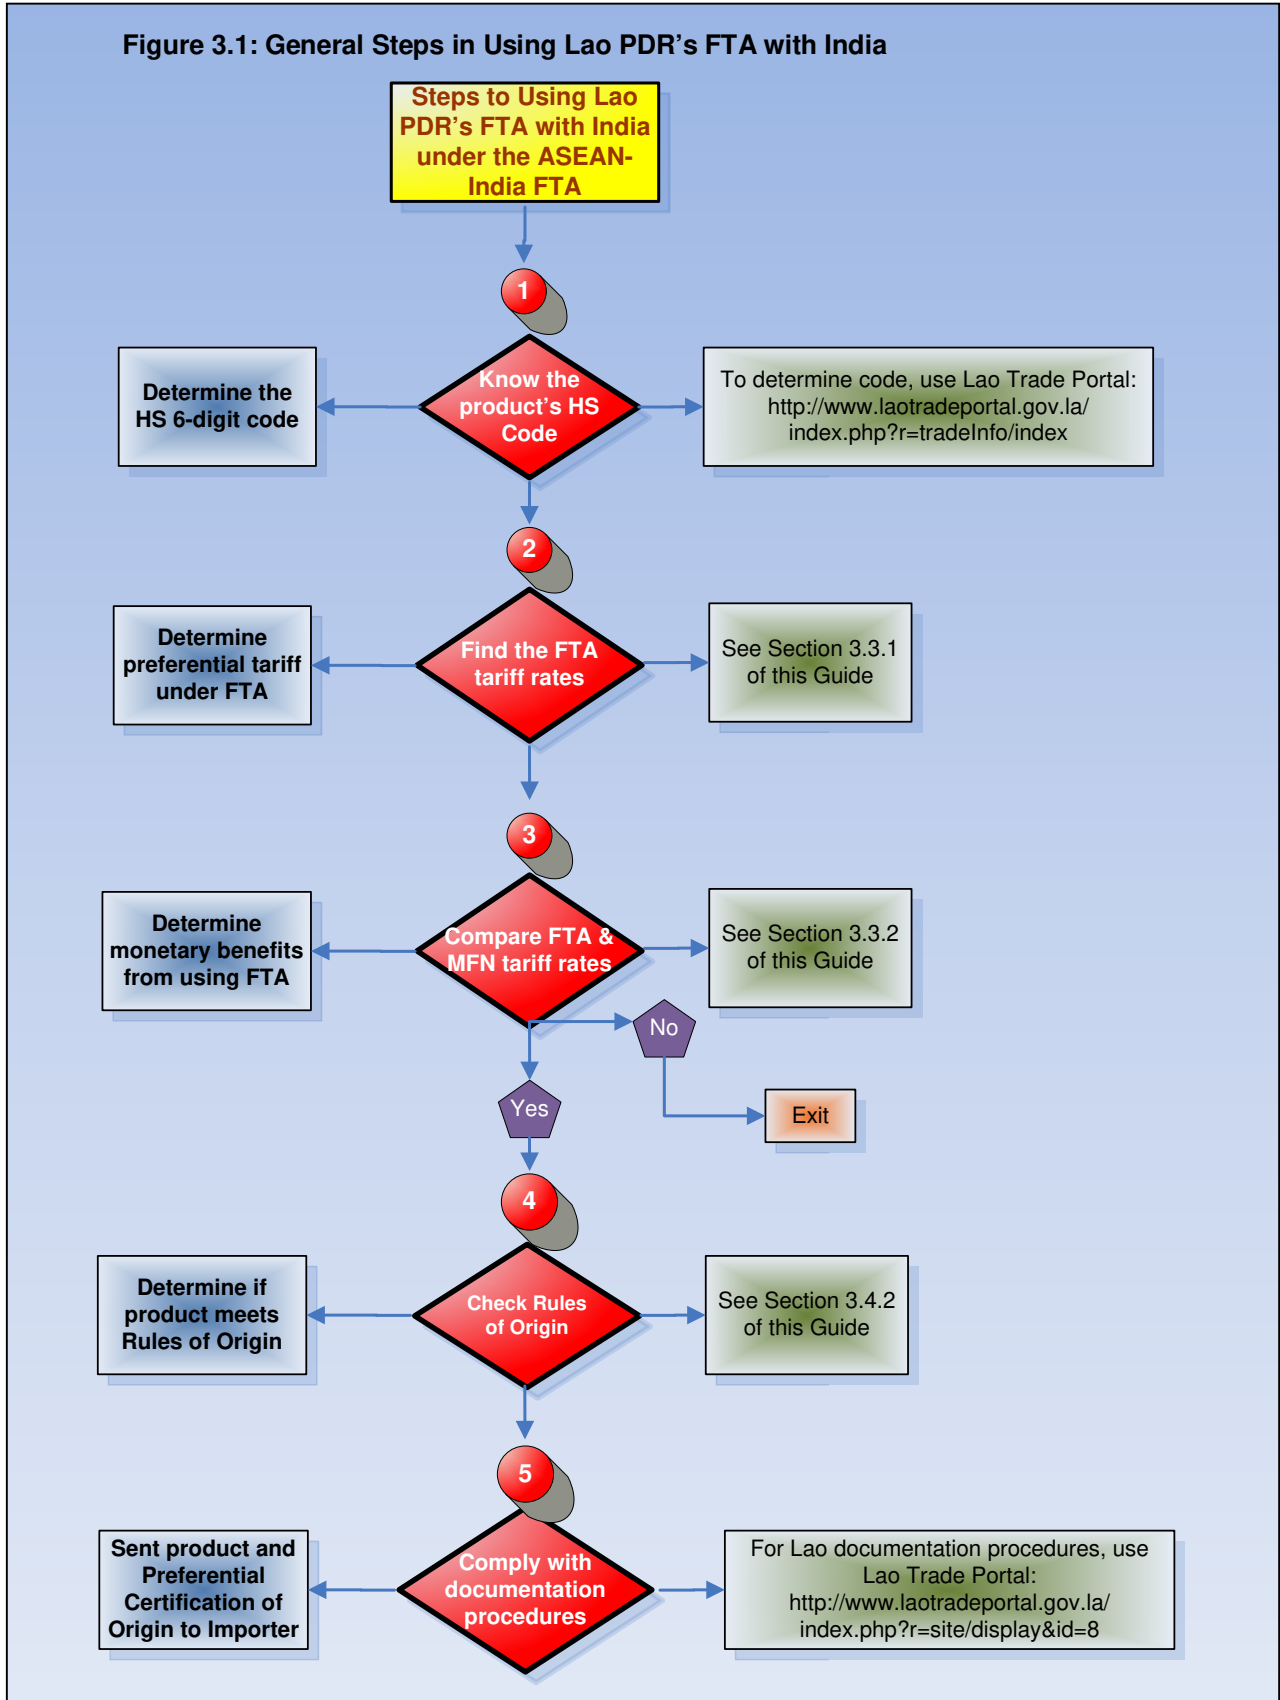 Figure 3.1: General Steps in Using Lao PDR's FTA with India
Steps to Using Lao
PDR's FTA with India
under the ASEAN-
India FTA
1
Determine the
HS 6-digit code
Know the
product's HS
Code
To determine code, use Lao Trade Portal:
http://www.laotradeportal.gov.la/
index.php?r=tradeInfo/index
2
Determine
preferential tariff
under FTA
Find the FTA
tariff rates
See Section 3.3.1
of this Guide
3
Determine
monetary benefits
from using FTA
Compare FTA &
MFN tariff rates
See Section 3.3.2
of this Guide
No
Yes
Exit
4
Determine if
product meets
Rules of Origin
Check Rules
of Origin
See Section 3.4.2
of this Guide
5
Sent product and
Preferential
Certification of
Origin to Importer
Comply with
documentation
procedures
For Lao documentation procedures, use
Lao Trade Portal:
http://www.laotradeportal.gov.la/
index.php?r=site/display&id=8